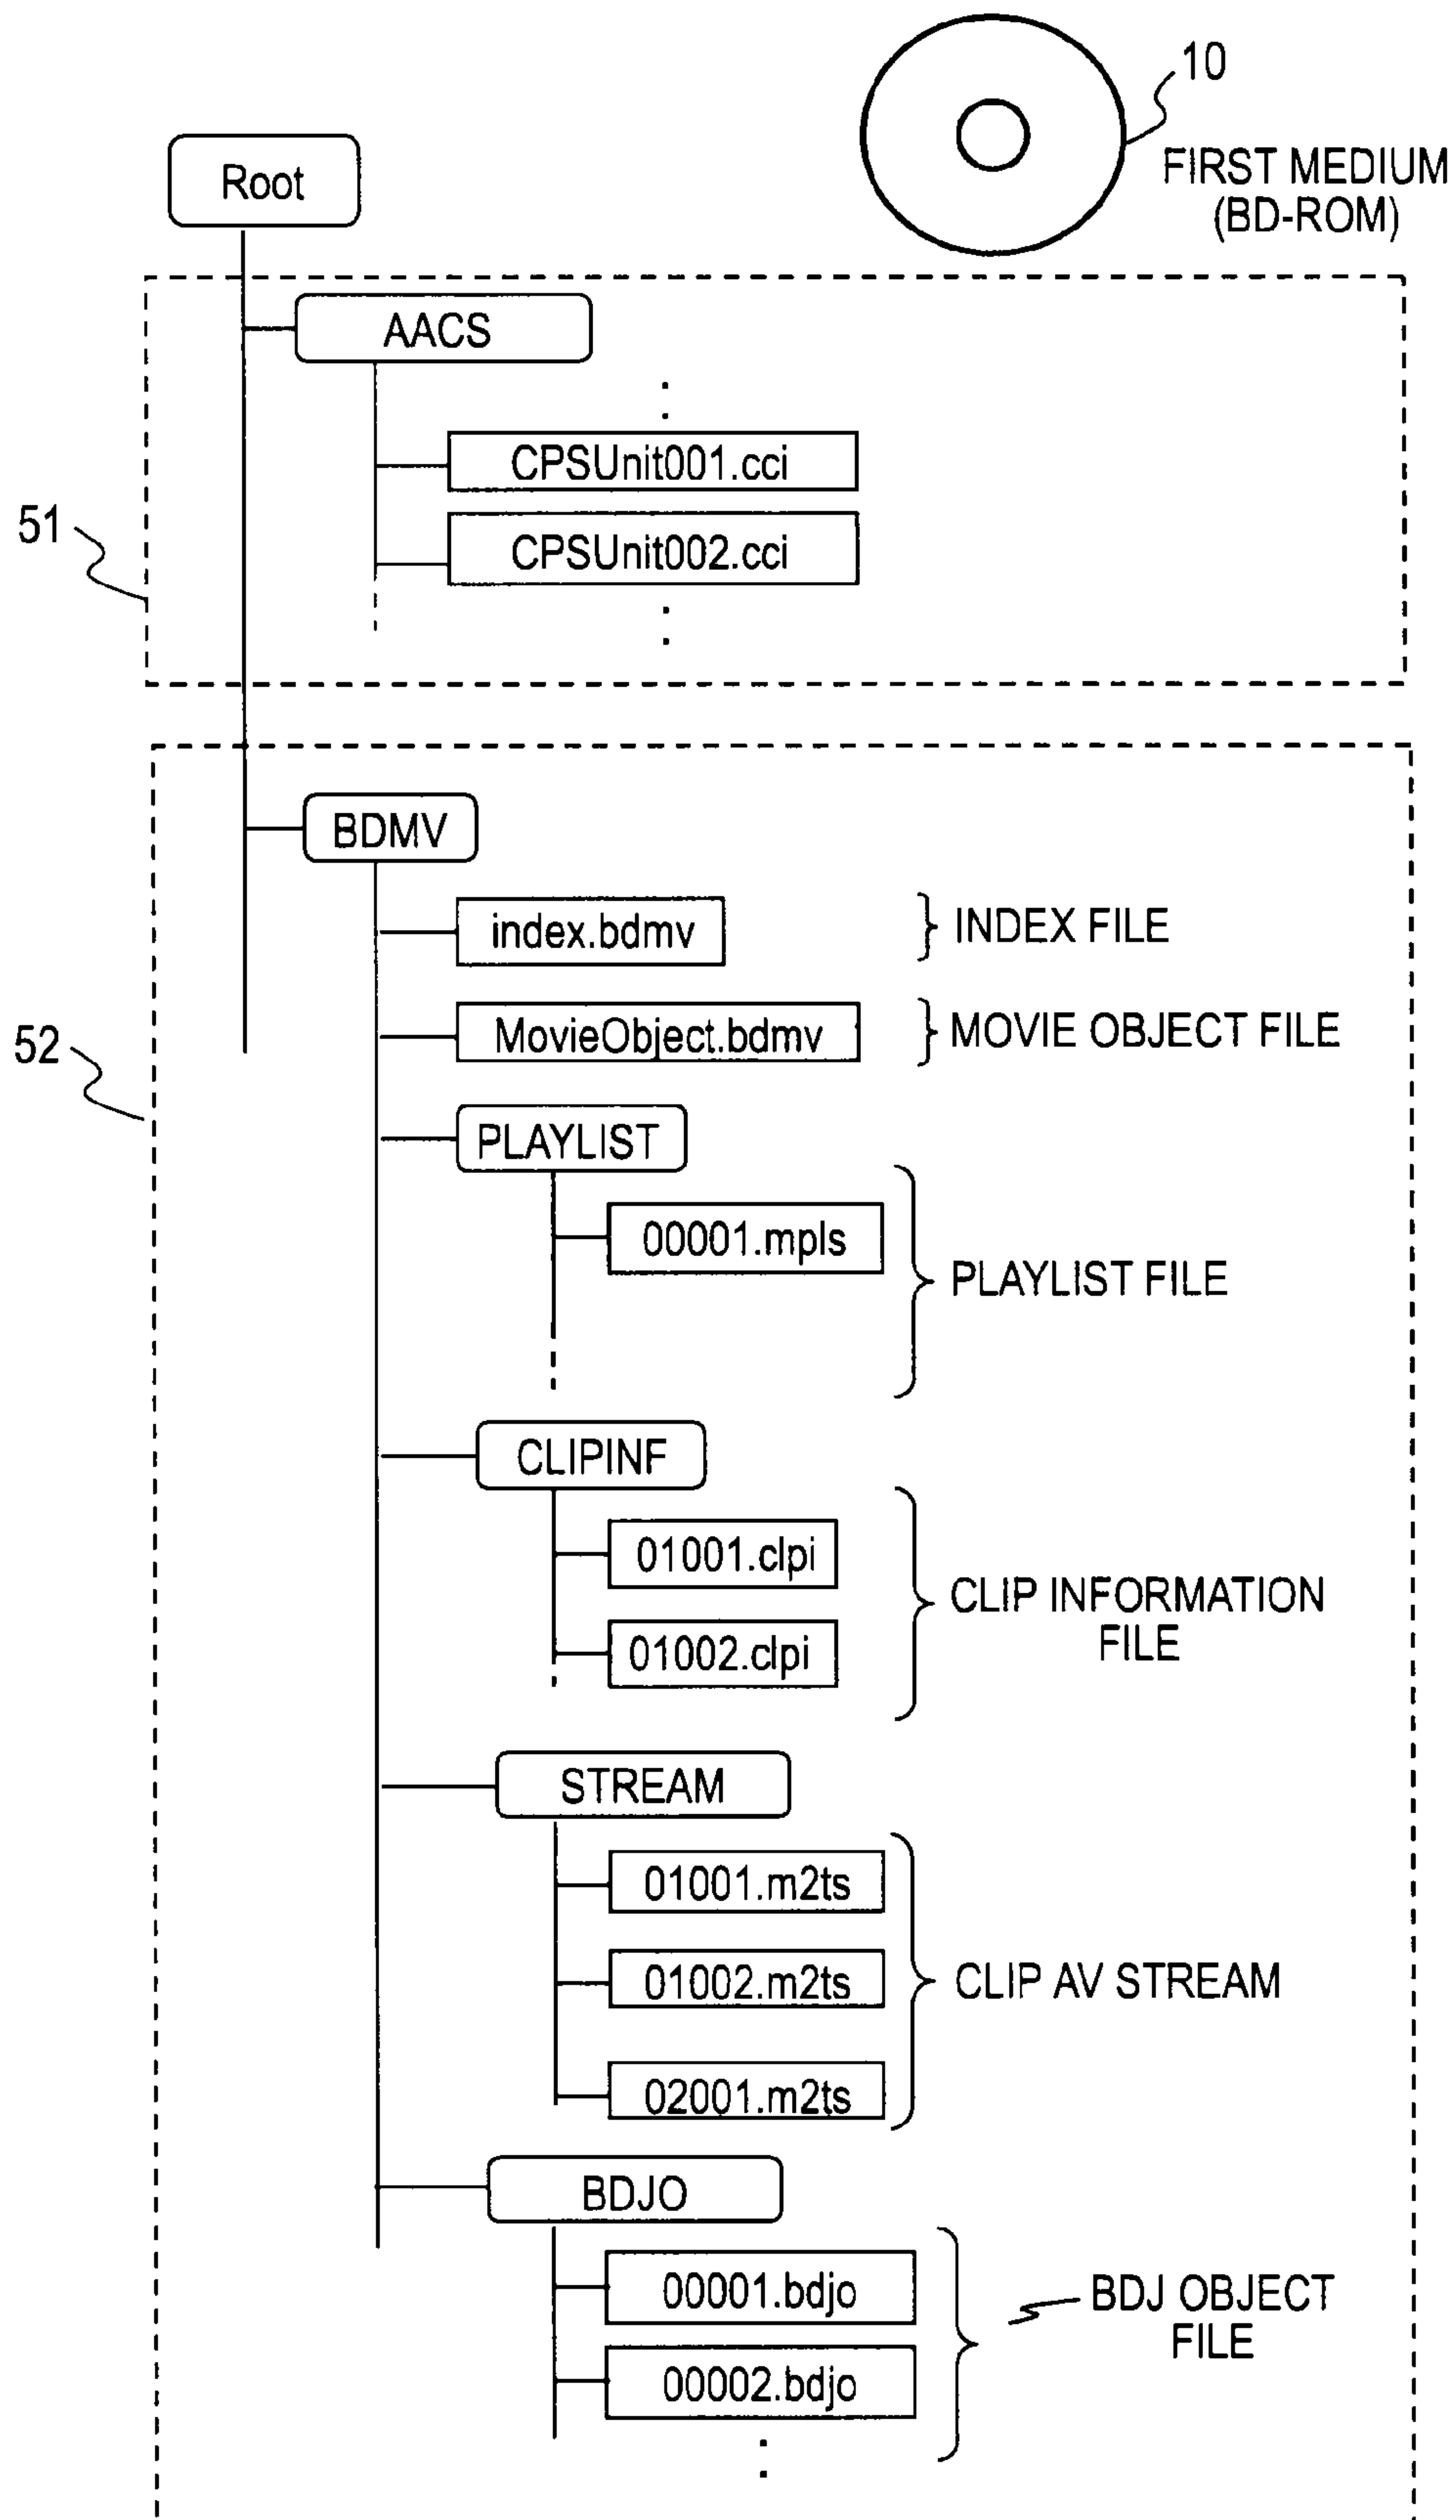 10
FIRST MEDIUM
(BD-ROM)
Root
AACS
CPSUnit001.cci
CPSUnit002.cci
51
BDMV
index.bdmv
INDEX FILE
52
MovieObject.bdmv
MOVIE OBJECT FILE
PLAYLIST
00001.mpls
PLAYLIST FILE
CLIPINF
01001.clpi
01002.clpi
CLIP INFORMATION
FILE
STREAM
01001.m2ts
01002.m2ts
02001.m2ts
CLIP AV STREAM
BDJO
00001.bdjo
00002.bdjo
BDJ OBJECT
FILE